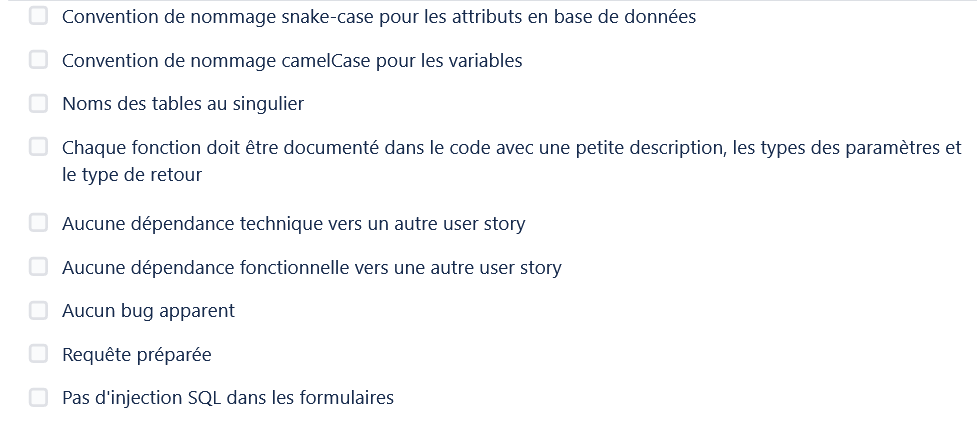 Convention de nommage snake-case pour les attributs en base de données
Convention de nommage camelCase pour les variables
Noms des tables au singulier
Chaque fonction doit être documenté dans le code avec une petite description, les types des paramètres et
le type de retour
Aucune dépendance technique vers un autre user story
Aucune dépendance fonctionnelle vers une autre user story
Aucun bug apparent
Requête préparée
Pas d'injection SQL dans les formulaires